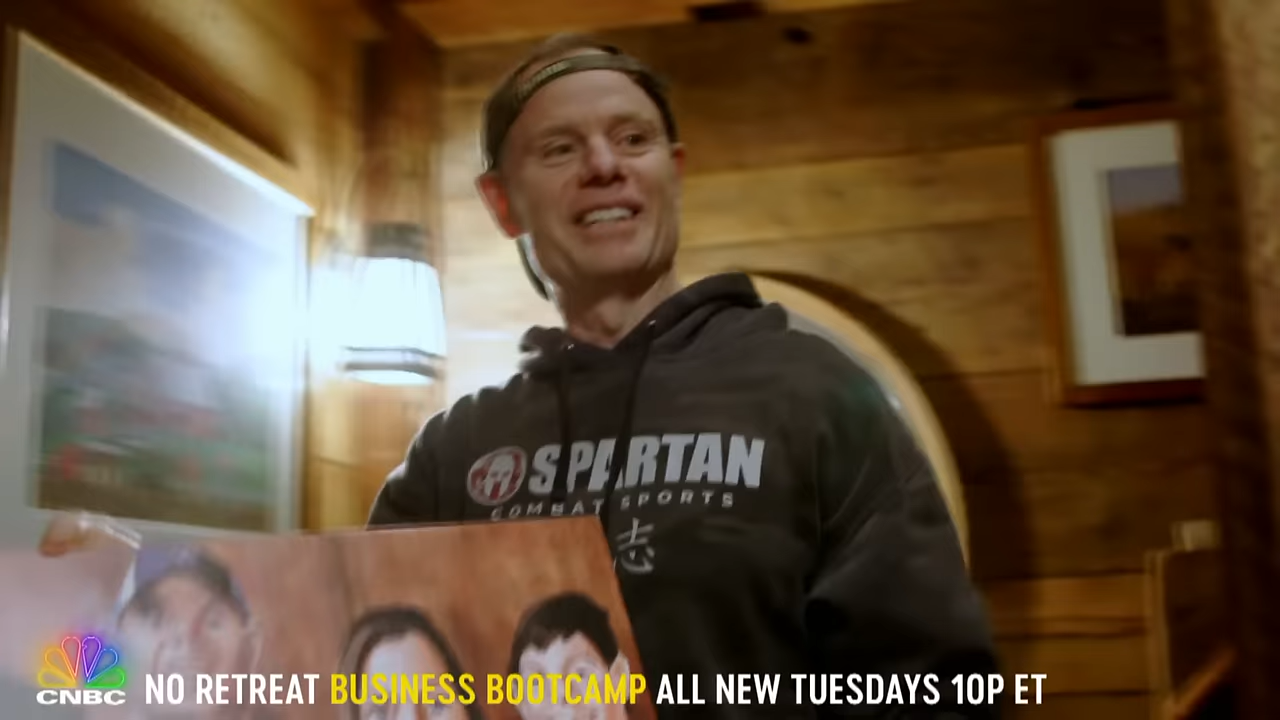 SPARTAN
COMBAT SPORTS
志
CNBC
NO RETREAT BUSINESS BOOTCAMP ALL NEW TUESDAYS 10P ET